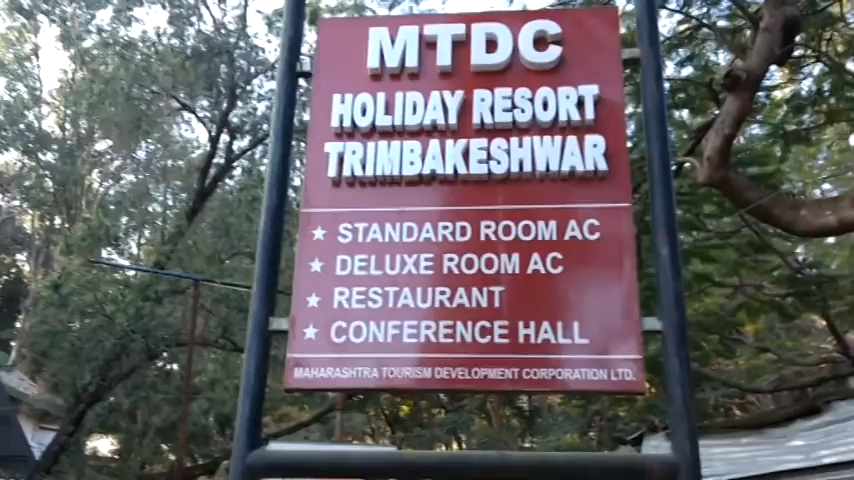 MTDC
HOLIDAY RESORT
TRIMBAKESHWAR
★ STANDARD ROOM AC
★ DELUXE ROOM AC
★ RESTAURANT
★ CONFERENCE HALL
MAHARASHTRA TOURISM DEVELOPMENT CORPORATION LTD.